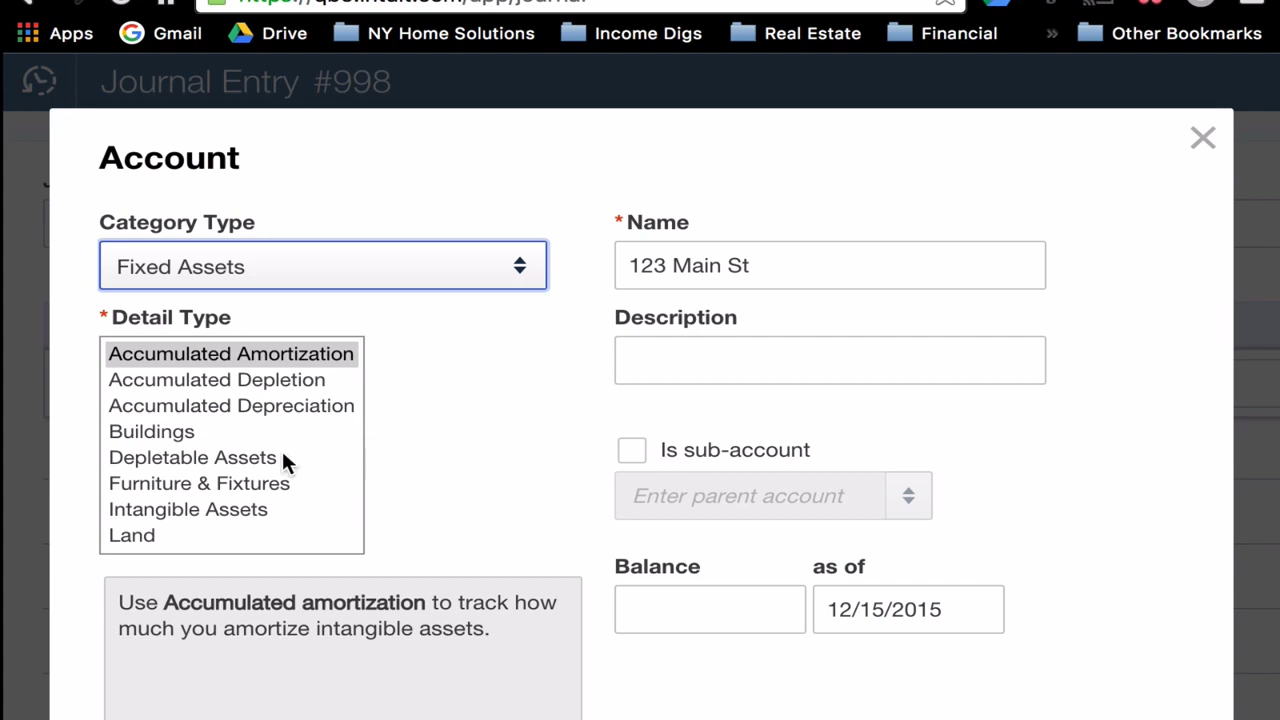 Apps Gmail Drive NY Home Solutions Income Digs Real Estate Financial » Other Bookmarks
Journal Entry #998
Account
Category Type
Fixed Assets
* Detail Type
Accumulated Amortization
Accumulated Depletion
Accumulated Depreciation
Buildings
Depletable Assets
Furniture & Fixtures
Intangible Assets
Land
Use Accumulated amortization to track how
much you amortize intangible assets.
* Name
123 Main St
Description
Is sub-account
Enter parent account
Balance as of
12/15/2015